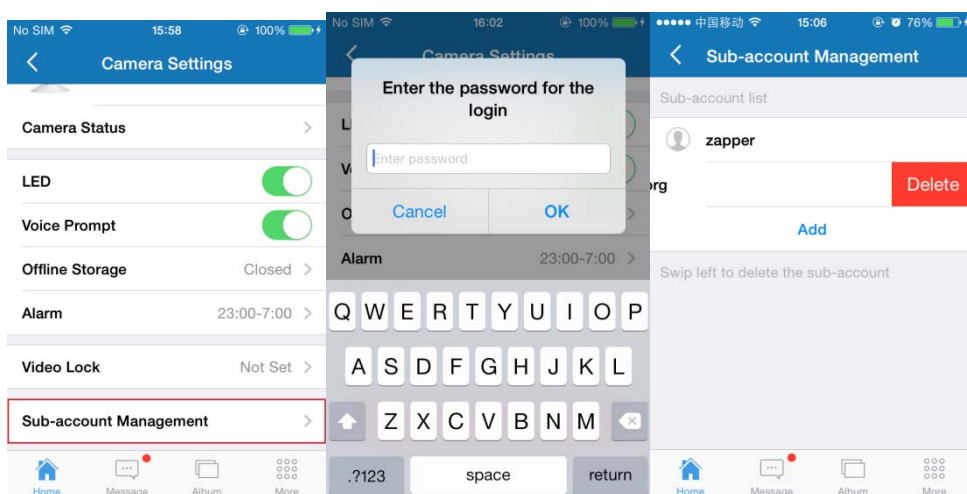 No SIM 15:58 100%
Camera Settings
Camera Status
LED
Voice Prompt
Offline Storage Closed
Alarm 23:00-7:00
Video Lock Not Set
Sub-account Management
Home Message Album More
No SIM 16:02 100%
Camera Settings
Enter the password for the
login
Enter password
Cancel OK
Alarm 23:00-7:00
Q W E R T Y U I O P
A S D F G H J K L
Z X C V B N M
.?123 space return
中国移动 15:06 76%
Sub-account Management
Sub-account list
zapper
org Delete
Add
Swip left to delete the sub-account
Home Message Album More